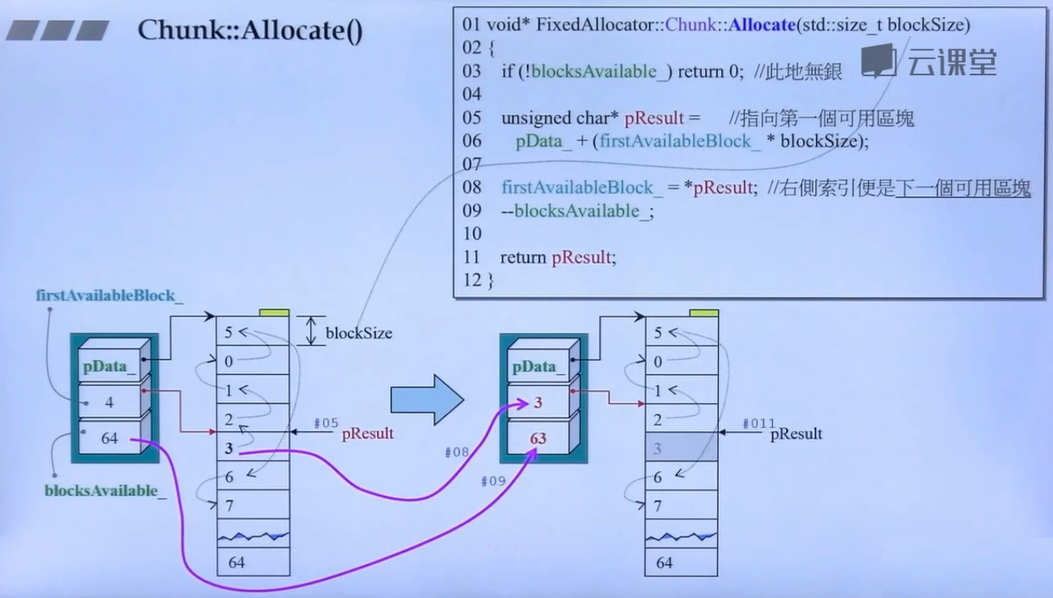 Chunk::Allocate()
01 void* FixedAllocator::Chunk::Allocate(std::size_t blockSize)
02 {
03 if (!blocksAvailable_) return 0; //此地無銀
04
05 unsigned char* pResult = //指向第一個可用區塊
06 pData_ + (firstAvailableBlock_ * blockSize);
07
08 firstAvailableBlock_ = *pResult; //右側索引便是下一個可用區塊
09 --blocksAvailable_;
10
11 return pResult;
12 }
云课堂
firstAvailableBlock_
pData_
4
64
blocksAvailable_
5
0
1
2
3
6
7
64
blockSize
#05
pResult
#08
#09
pData_
3
63
5
0
1
2
3
6
7
64
#011
pResult